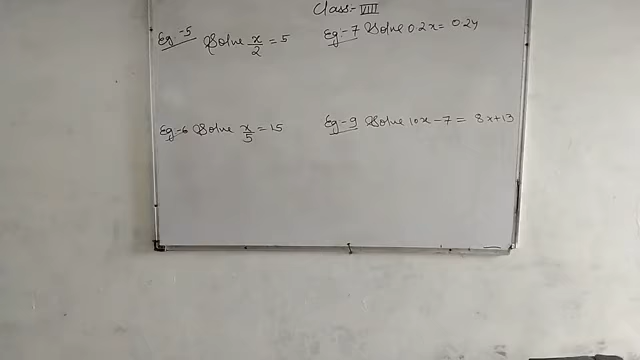 Class:- VIII
Eg:-5 Solve x/2 = 5
Eg:-7 Solve 0.2x = 0.24
Eg:-6 Solve x/5 = 15
Eg:-9 Solve 10x - 7 = 8x+13